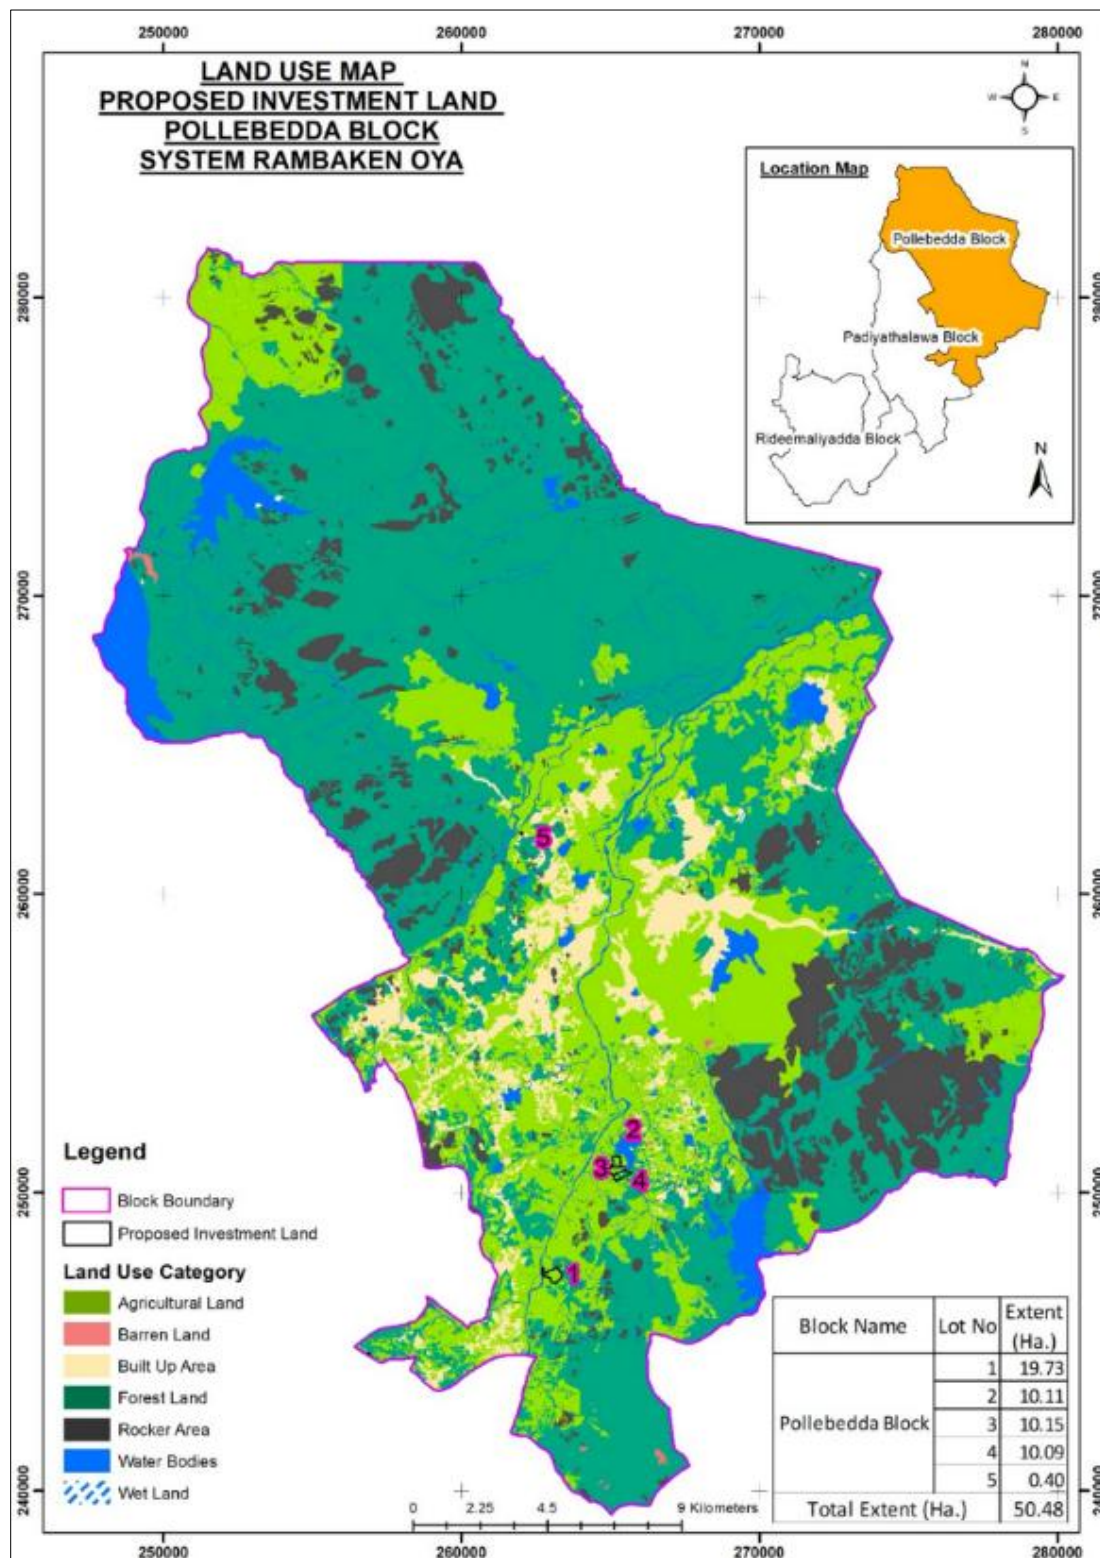 250000 260000 270000 280000
LAND USE MAP
PROPOSED INVESTMENT LAND
POLLEBEDDA BLOCK
SYSTEM RAMBAKEN OYA
N
W E
S
Location Map
Pollebedda Block
Padiyathalawa Block
Rideemaliyadda Block
N
280000 280000
270000 270000
260000 260000
250000 250000
240000 240000
5
2
3
4
1
Legend
Block Boundary
Proposed Investment Land
Land Use Category
Agricultural Land
Barren Land
Built Up Area
Forest Land
Rocker Area
Water Bodies
Wet Land
0 2.25 4.5 9 Kilometers
Block Name Lot No Extent (Ha.)
Pollebedda Block
1 19.73
2 10.11
3 10.15
4 10.09
5 0.40
Total Extent (Ha.) 50.48
250000 260000 270000 280000